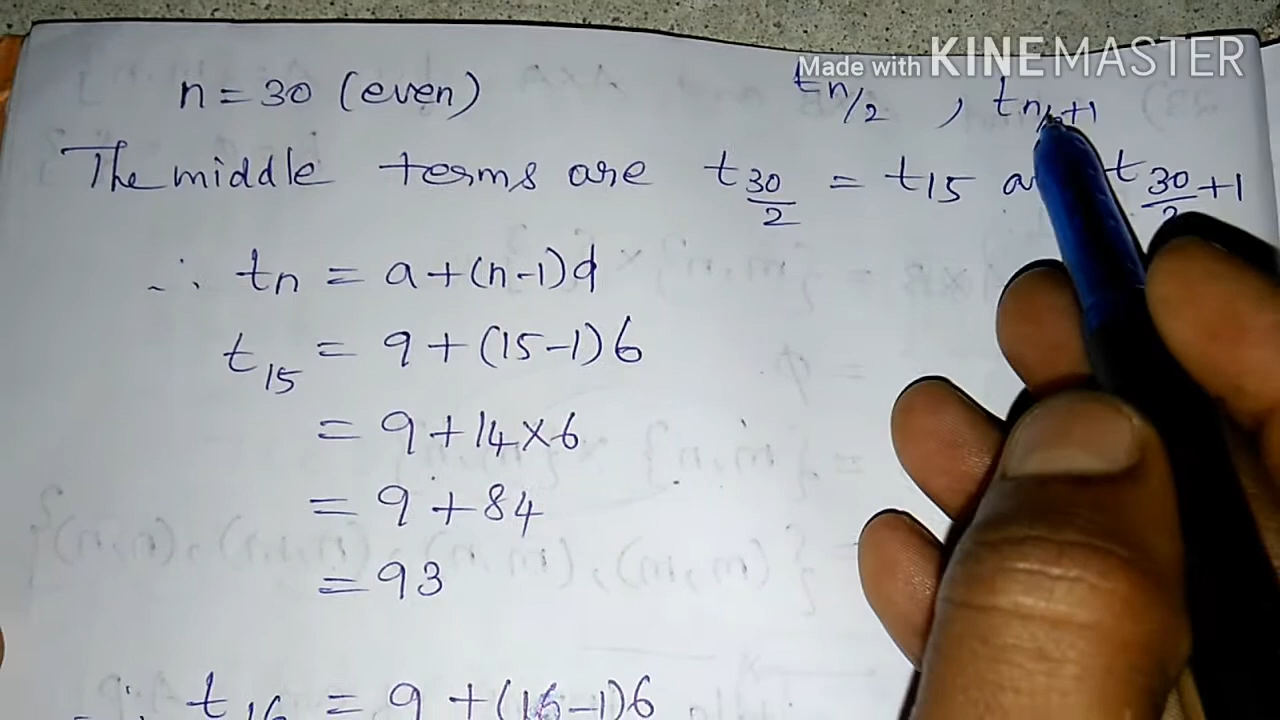 Made with KINEMASTER
n = 30 (even) tn/2 , tn/2+1
The middle terms are t30/2 = t15 a t30/2+1
∴ tn = a+(n-1)d
t15 = 9+(15-1)6
= 9+14×6
= 9+84
= 93
∴ t16 = 9+(16-1)6